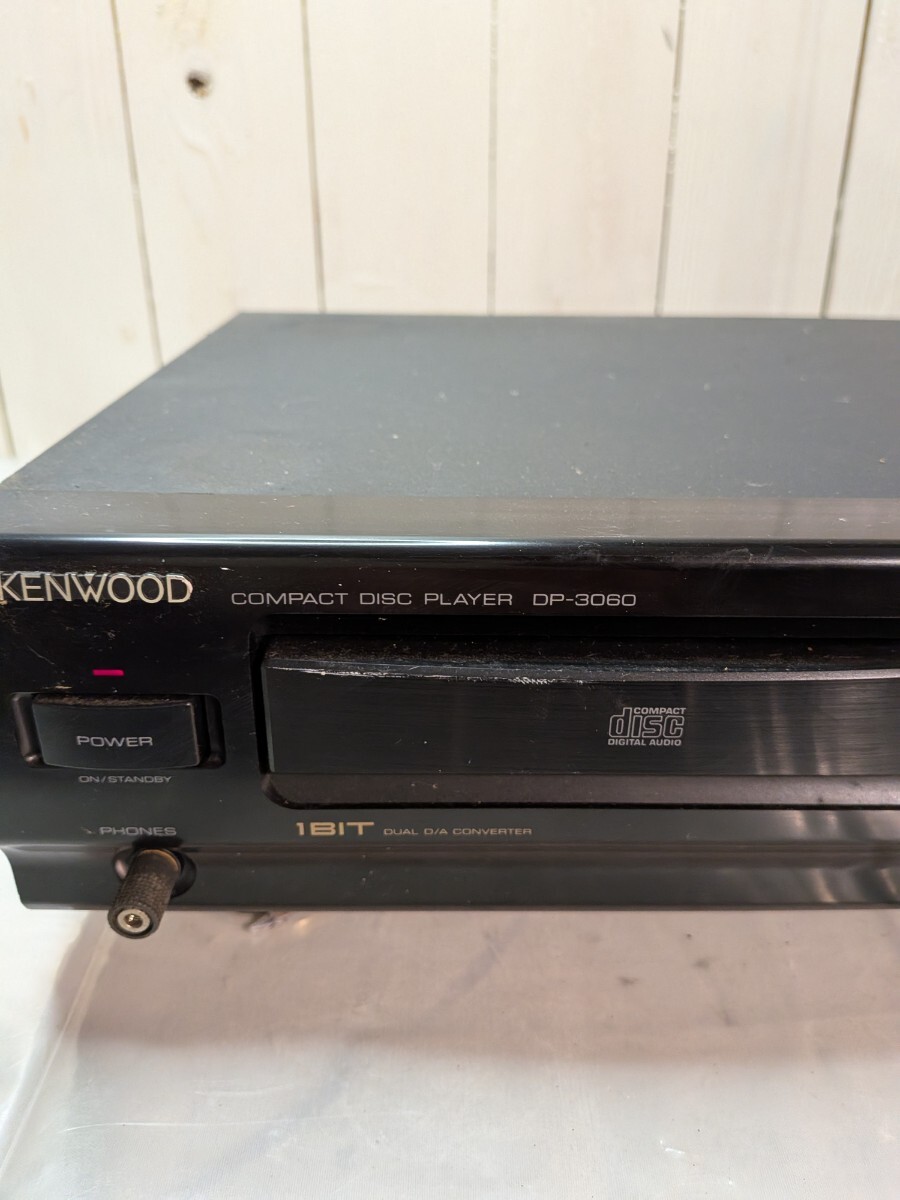 KENWOOD
COMPACT DISC PLAYER DP-3060
POWER
ON/STANDBY
COMPACT
disc
DIGITAL AUDIO
PHONES
1BIT DUAL D/A CONVERTER